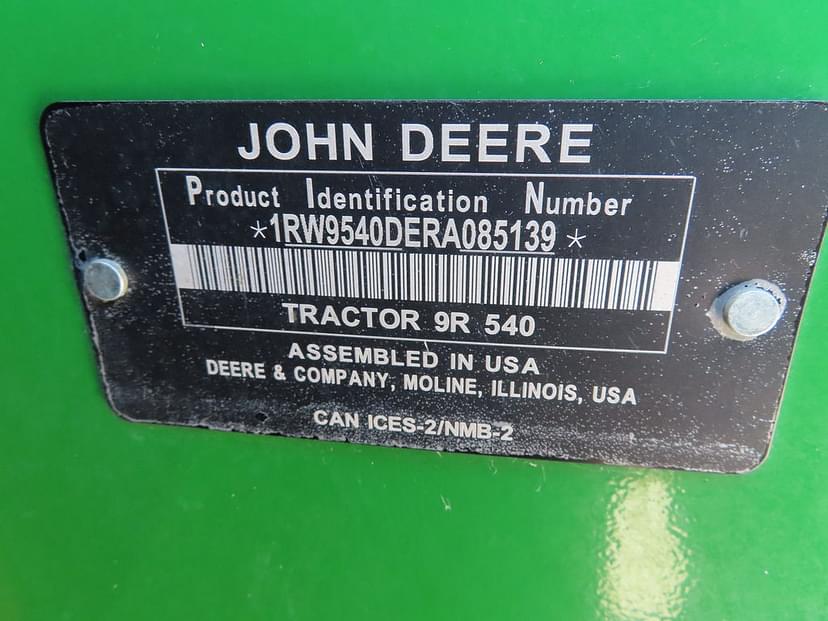 JOHN DEERE
Product Identification Number
*1RW9540DERA085139*
TRACTOR 9R 540
ASSEMBLED IN USA
DEERE & COMPANY, MOLINE, ILLINOIS, USA
CAN ICES-2/NMB-2